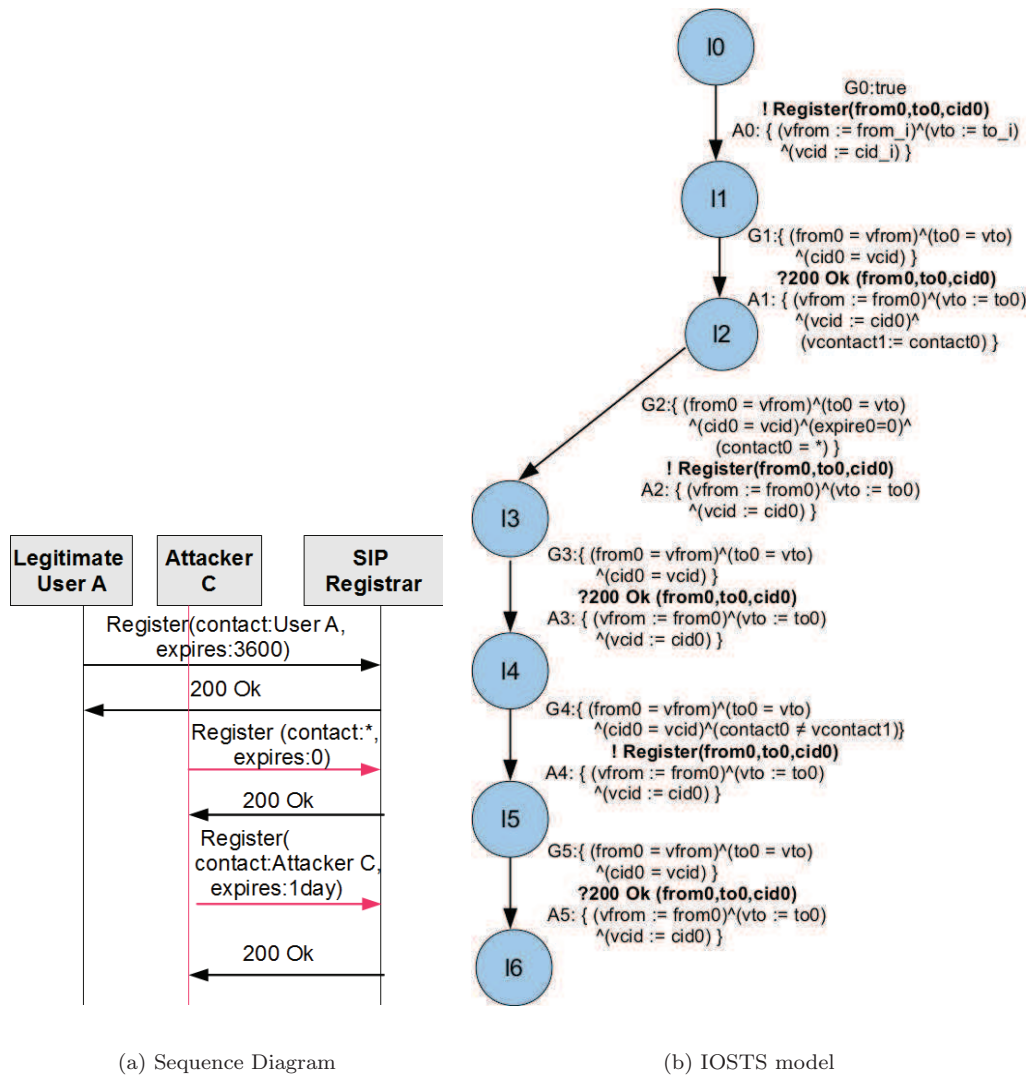 I0
G0:true
! Register(from0,to0,cid0)
A0: { (vfrom := from_i)^(vto := to_i)
^(vcid := cid_i) }
I1
G1:{ (from0 = vfrom)^(to0 = vto)
^(cid0 = vcid) }
?200 Ok (from0,to0,cid0)
A1: { (vfrom := from0)^(vto := to0)
^(vcid := cid0)^
(vcontact1:= contact0) }
I2
G2:{ (from0 = vfrom)^(to0 = vto)
^(cid0 = vcid)^(expire0=0)^
(contact0 = *) }
! Register(from0,to0,cid0)
A2: { (vfrom := from0)^(vto := to0)
^(vcid := cid0) }
I3
G3:{ (from0 = vfrom)^(to0 = vto)
^(cid0 = vcid) }
?200 Ok (from0,to0,cid0)
A3: { (vfrom := from0)^(vto := to0)
^(vcid := cid0) }
I4
G4:{ (from0 = vfrom)^(to0 = vto)
^(cid0 = vcid)^(contact0 ≠ vcontact1)}
! Register(from0,to0,cid0)
A4: { (vfrom := from0)^(vto := to0)
^(vcid := cid0) }
I5
G5:{ (from0 = vfrom)^(to0 = vto)
^(cid0 = vcid) }
?200 Ok (from0,to0,cid0)
A5: { (vfrom := from0)^(vto := to0)
^(vcid := cid0) }
I6
Legitimate
User A
Attacker
C
SIP
Registrar
Register(contact:User A,
expires:3600)
200 Ok
Register (contact:*,
expires:0)
200 Ok
Register(
contact:Attacker C,
expires:1day)
200 Ok
(a) Sequence Diagram
(b) IOSTS model